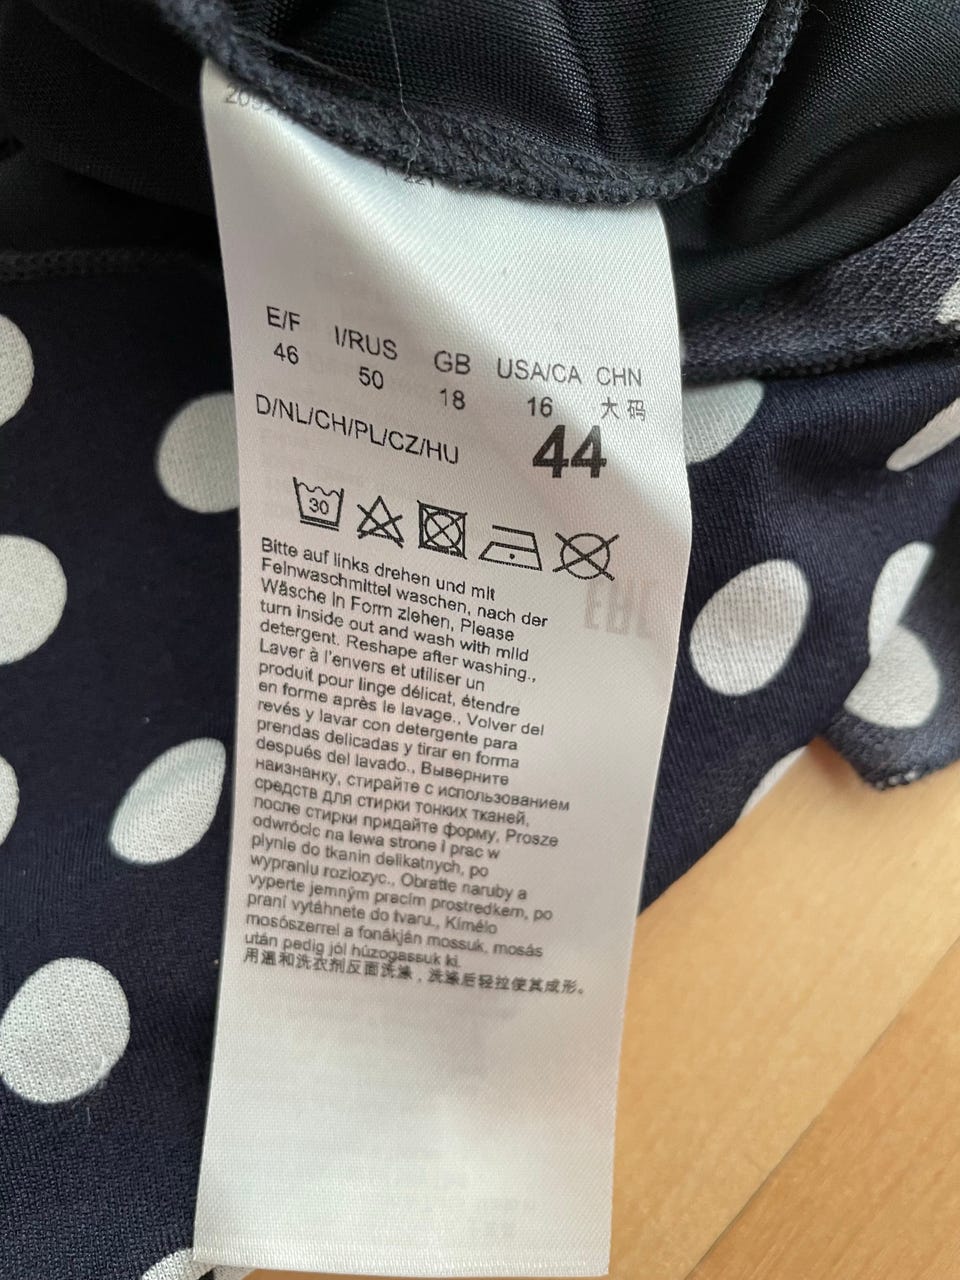 E/F I/RUS GB USA/CA CHN
46 50 18 16 大码
D/NL/CH/PL/CZ/HU 44
30
Bitte auf links drehen und mit
Feinwaschmittel waschen, nach der
Wäsche in Form ziehen, Please
turn inside out and wash with mild
detergent. Reshape after washing.,
Laver à l'envers et utiliser un
produit pour linge délicat, étendre
en forme après le lavage., Volver del
revés y lavar con detergente para
prendas delicadas y tirar en forma
después del lavado., Выверните
наизнанку, стирайте с использованием
средств для стирки тонких тканей,
после стирки придайте форму, Prosze
odwrócic na lewa strone i prac w
plynie do tkanin delikatnych, po
wypraniu rozlozyc., Obratte naruby a
vyperte jemným pracím prostredkem, po
praní vytáhnete do tvaru., Kímélo
mosószerrel a fonákján mossuk, mosás
után pedig jól húzogassuk ki.
用温和洗衣剂反面洗涤，洗涤后轻拉使其成形。